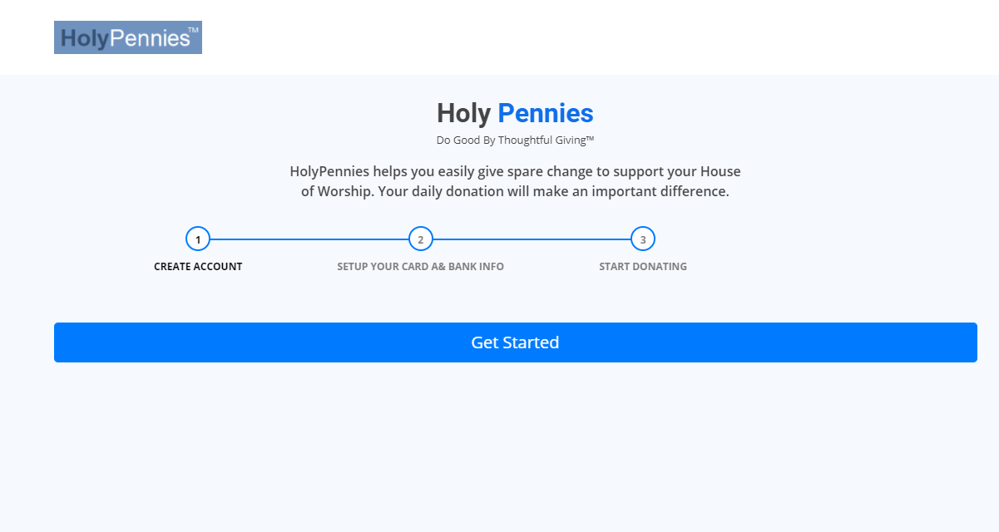 HolyPennies™
Holy Pennies
Do Good By Thoughtful Giving™
HolyPennies helps you easily give spare change to support your House
of Worship. Your daily donation will make an important difference.
1 2 3
CREATE ACCOUNT SETUP YOUR CARD A& BANK INFO START DONATING
Get Started